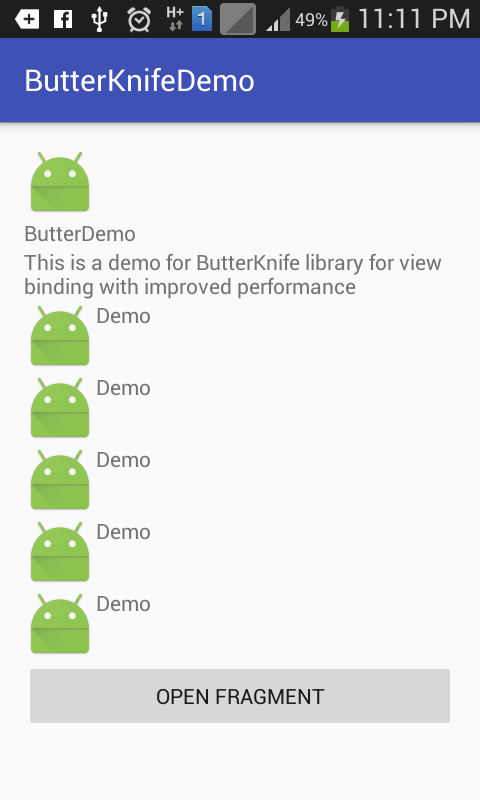 H+ 1 49% 11:11 PM
ButterKnifeDemo
ButterDemo
This is a demo for ButterKnife library for view
binding with improved performance
Demo
Demo
Demo
Demo
Demo
OPEN FRAGMENT